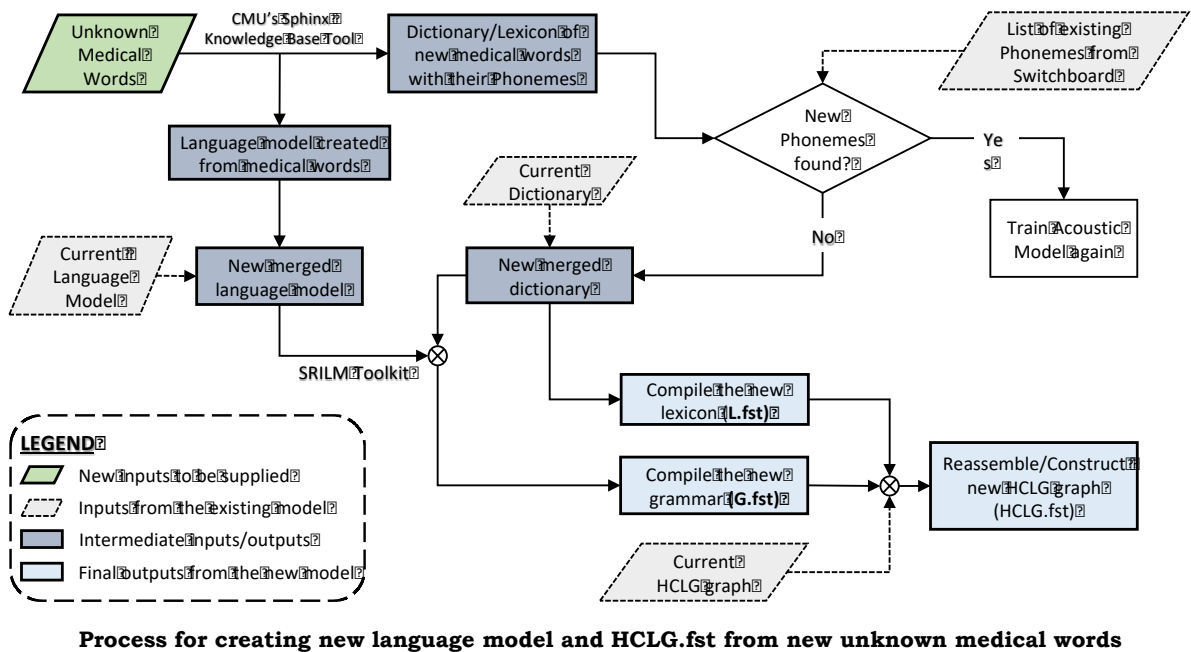 Unknown
Medical
Words
CMU's Sphinx
Knowledge Base Tool
Dictionary/Lexicon of
new medical words
with their Phonemes
List of existing
Phonemes from
Switchboard
New
Phonemes
found?
Ye
s
Language model created
from medical words
Current
Dictionary
No
Train Acoustic
Model again
Current
Language
Model
New merged
language model
New merged
dictionary
SRILM Toolkit
Compile the new
lexicon (L.fst)
Compile the new
grammar (G.fst)
Reassemble/Construct
new HCLG graph
(HCLG.fst)
Current
HCLG graph
LEGEND
New inputs to be supplied
Inputs from the existing model
Intermediate inputs/outputs
Final outputs from the new model
Process for creating new language model and HCLG.fst from new unknown medical words